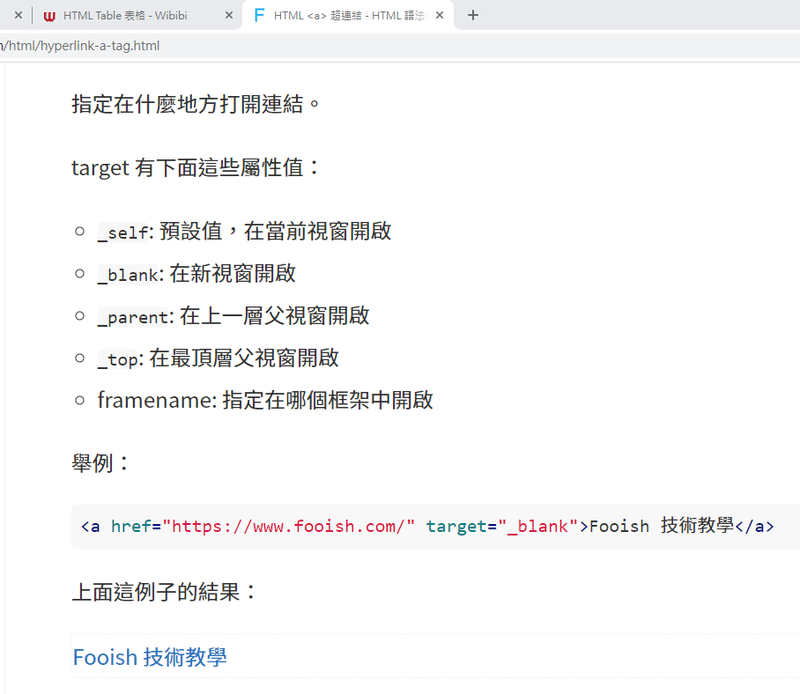 HTML Table 表格 - Wibibi
HTML <a> 超連結 - HTML 語法
/html/hyperlink-a-tag.html
指定在什麼地方打開連結。
target 有下面這些屬性值：
_self: 預設值，在當前視窗開啟
_blank: 在新視窗開啟
_parent: 在上一層父視窗開啟
_top: 在最頂層父視窗開啟
framename: 指定在哪個框架中開啟
舉例：
<a href="https://www.fooish.com/" target="_blank">Fooish 技術教學</a>
上面這例子的結果：
Fooish 技術教學